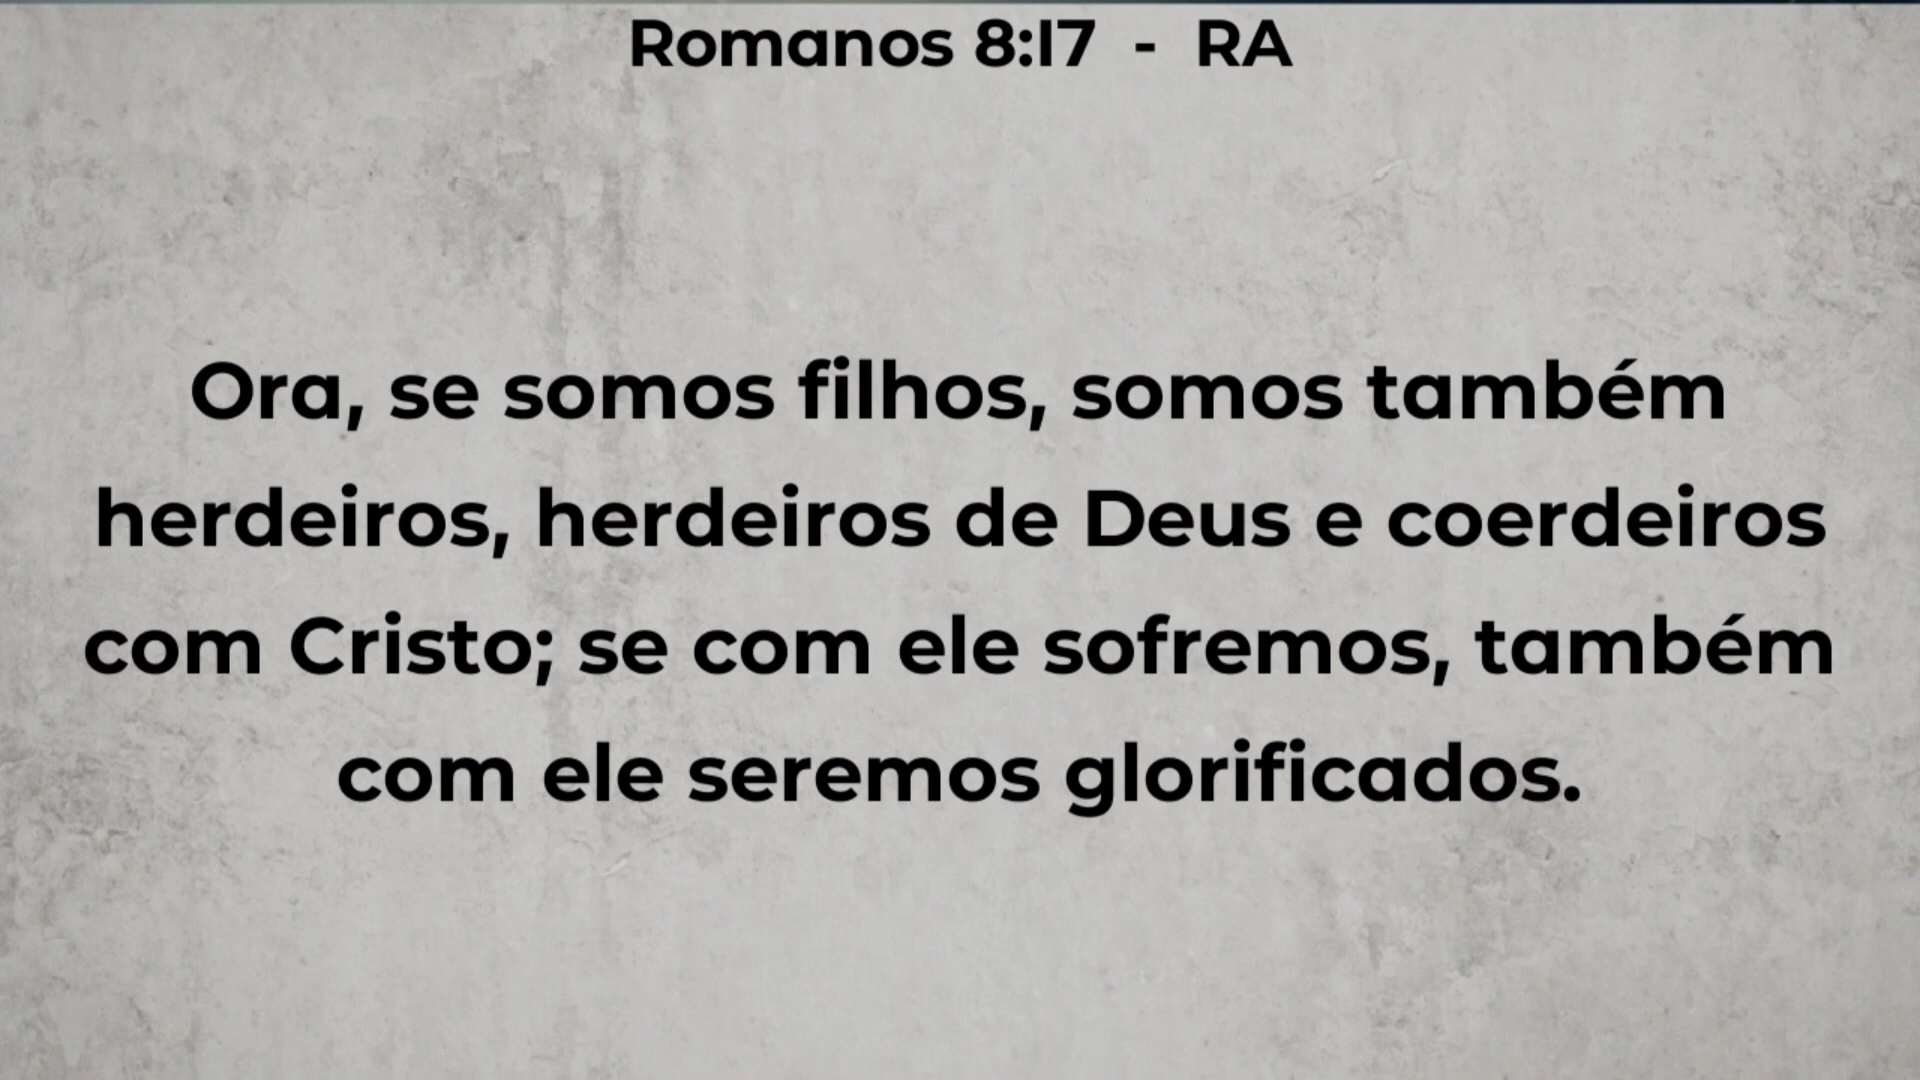 Romanos 8:17 - RA
Ora, se somos filhos, somos também
herdeiros, herdeiros de Deus e coerdeiros
com Cristo; se com ele sofremos, também
com ele seremos glorificados.